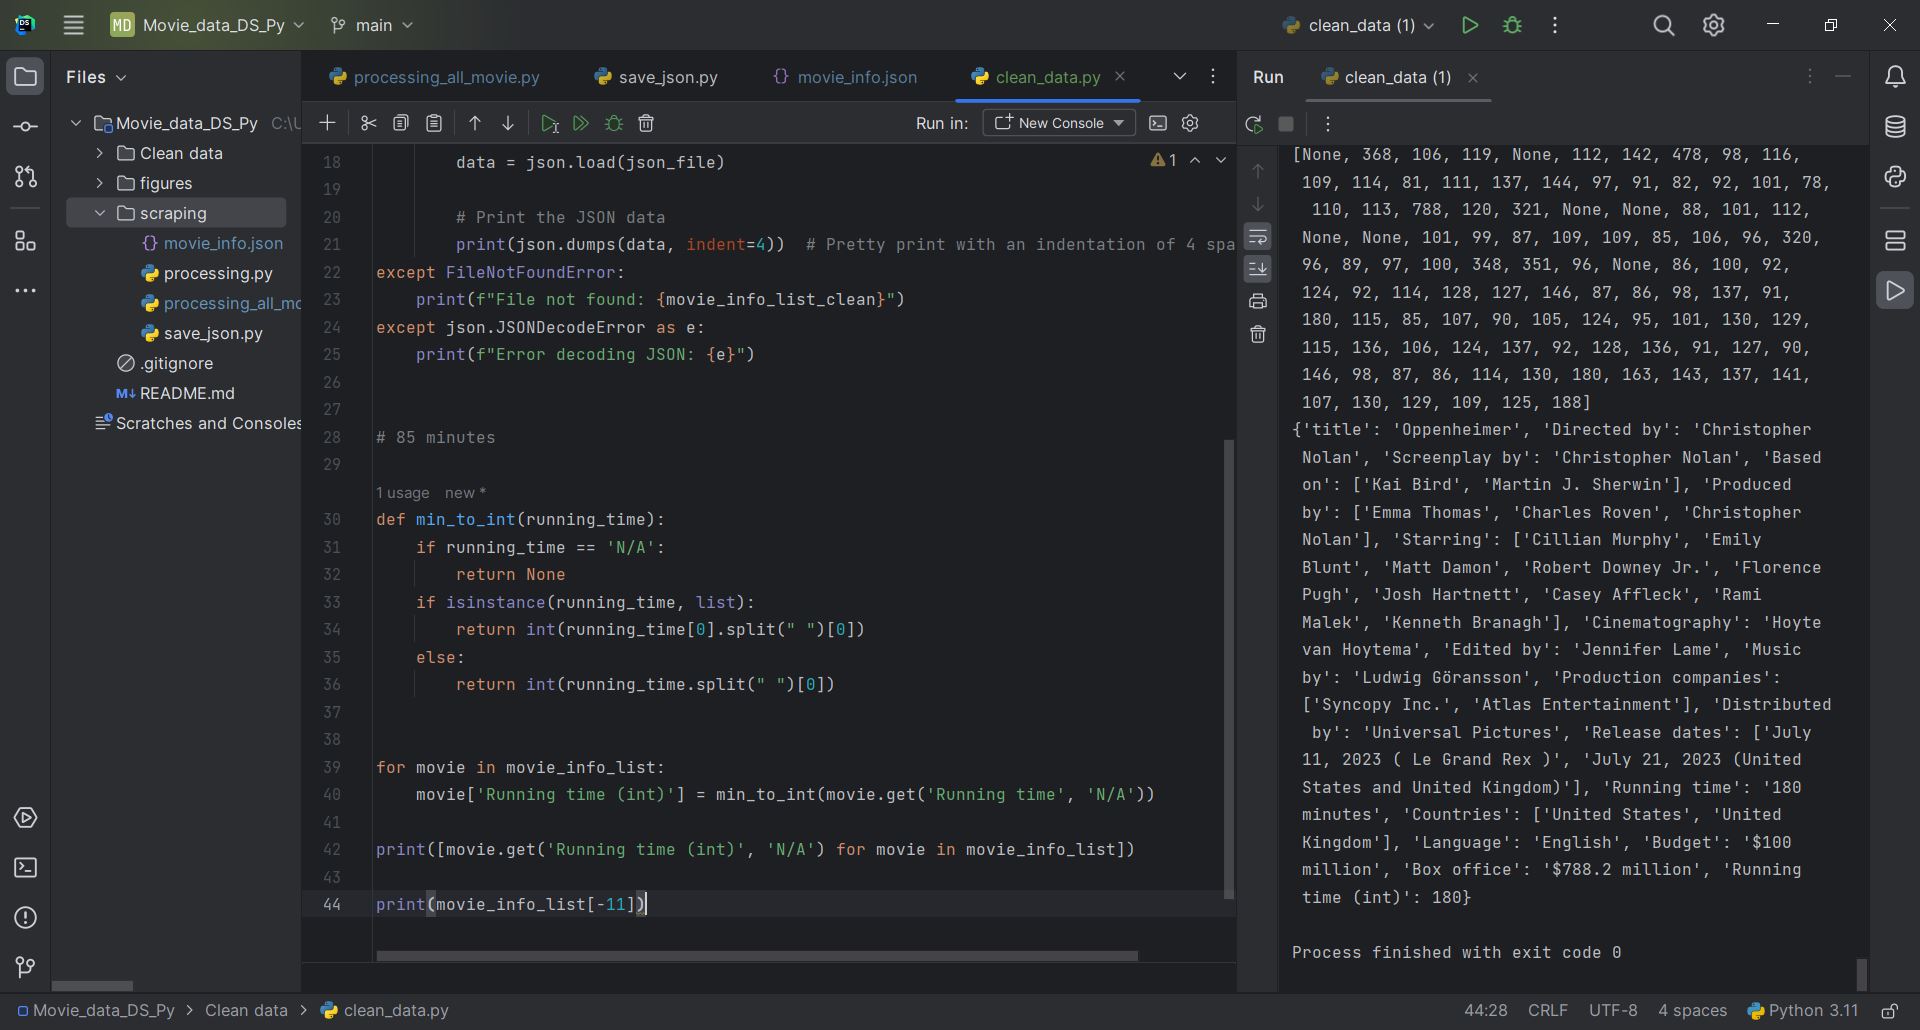 MD Movie_data_DS_Py main clean_data (1)
Files
Movie_data_DS_Py C:\U
Clean data
figures
scraping
movie_info.json
processing.py
processing_all_mo
save_json.py
.gitignore
M↓ README.md
Scratches and Consoles
processing_all_movie.py save_json.py {} movie_info.json clean_data.py
Run in: New Console
1
18 data = json.load(json_file)
19
20 # Print the JSON data
21 print(json.dumps(data, indent=4)) # Pretty print with an indentation of 4 spa
22 except FileNotFoundError:
23 print(f"File not found: {movie_info_list_clean}")
24 except json.JSONDecodeError as e:
25 print(f"Error decoding JSON: {e}")
26
27
28 # 85 minutes
29
1 usage new *
30 def min_to_int(running_time):
31 if running_time == 'N/A':
32 return None
33 if isinstance(running_time, list):
34 return int(running_time[0].split(" ")[0])
35 else:
36 return int(running_time.split(" ")[0])
37
38
39 for movie in movie_info_list:
40 movie['Running time (int)'] = min_to_int(movie.get('Running time', 'N/A'))
41
42 print([movie.get('Running time (int)', 'N/A') for movie in movie_info_list])
43
44 print(movie_info_list[-11])
Run clean_data (1)
[None, 368, 106, 119, None, 112, 142, 478, 98, 116,
109, 114, 81, 111, 137, 144, 97, 91, 82, 92, 101, 78,
110, 113, 788, 120, 321, None, None, 88, 101, 112,
None, None, 101, 99, 87, 109, 109, 85, 106, 96, 320,
96, 89, 97, 100, 348, 351, 96, None, 86, 100, 92,
124, 92, 114, 128, 127, 146, 87, 86, 98, 137, 91,
180, 115, 85, 107, 90, 105, 124, 95, 101, 130, 129,
115, 136, 106, 124, 137, 92, 128, 136, 91, 127, 90,
146, 98, 87, 86, 114, 130, 180, 163, 143, 137, 141,
107, 130, 129, 109, 125, 188]
{'title': 'Oppenheimer', 'Directed by': 'Christopher
Nolan', 'Screenplay by': 'Christopher Nolan', 'Based
on': ['Kai Bird', 'Martin J. Sherwin'], 'Produced
by': ['Emma Thomas', 'Charles Roven', 'Christopher
Nolan'], 'Starring': ['Cillian Murphy', 'Emily
Blunt', 'Matt Damon', 'Robert Downey Jr.', 'Florence
Pugh', 'Josh Hartnett', 'Casey Affleck', 'Rami
Malek', 'Kenneth Branagh'], 'Cinematography': 'Hoyte
van Hoytema', 'Edited by': 'Jennifer Lame', 'Music
by': 'Ludwig Göransson', 'Production companies':
['Syncopy Inc.', 'Atlas Entertainment'], 'Distributed
by': 'Universal Pictures', 'Release dates': ['July
11, 2023 ( Le Grand Rex )', 'July 21, 2023 (United
States and United Kingdom)'], 'Running time': '180
minutes', 'Countries': ['United States', 'United
Kingdom'], 'Language': 'English', 'Budget': '$100
million', 'Box office': '$788.2 million', 'Running
time (int)': 180}
Process finished with exit code 0
Movie_data_DS_Py > Clean data > clean_data.py
44:28 CRLF UTF-8 4 spaces Python 3.11